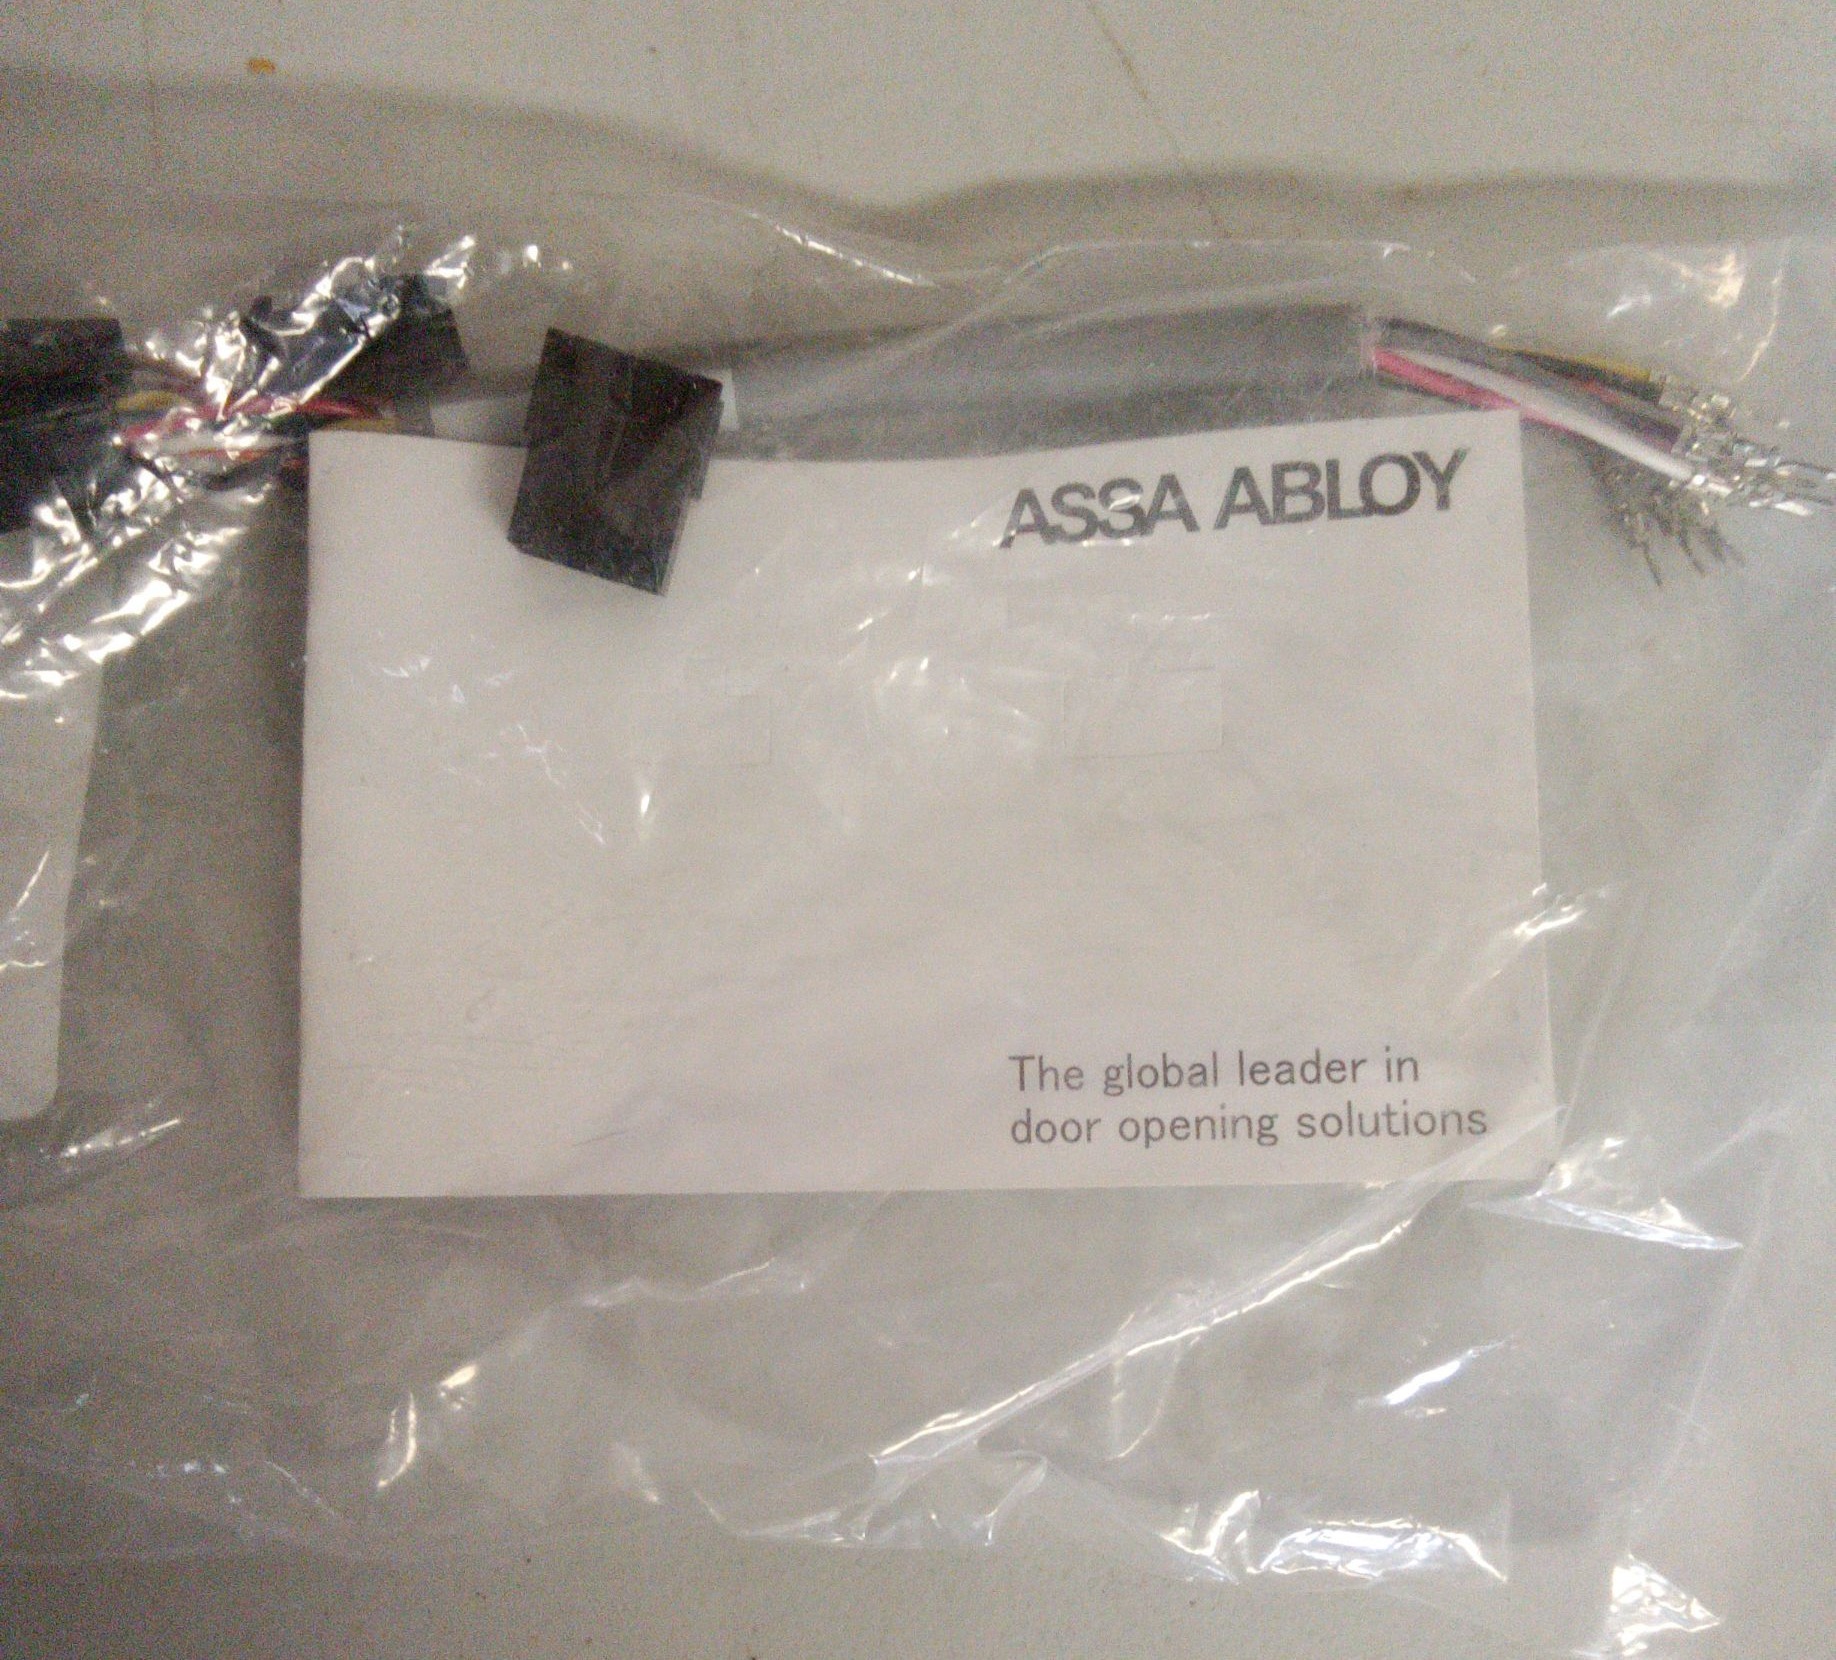 ASSA ABLOY
The global leader in
door opening solutions